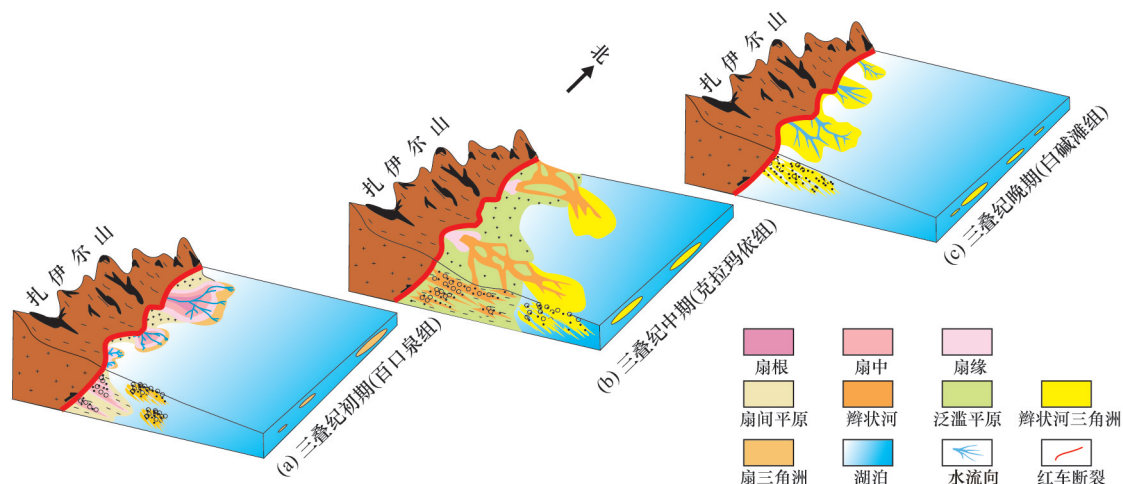 扎伊尔山
北
扎伊尔山
扎伊尔山
(a) 三叠纪初期(百口泉组)
(b) 三叠纪中期(克拉玛依组)
(c) 三叠纪晚期(白碱滩组)
扇根 扇中 扇缘
扇间平原 辫状河 泛滥平原 辫状河三角洲
扇三角洲 湖泊 水流向 红车断裂